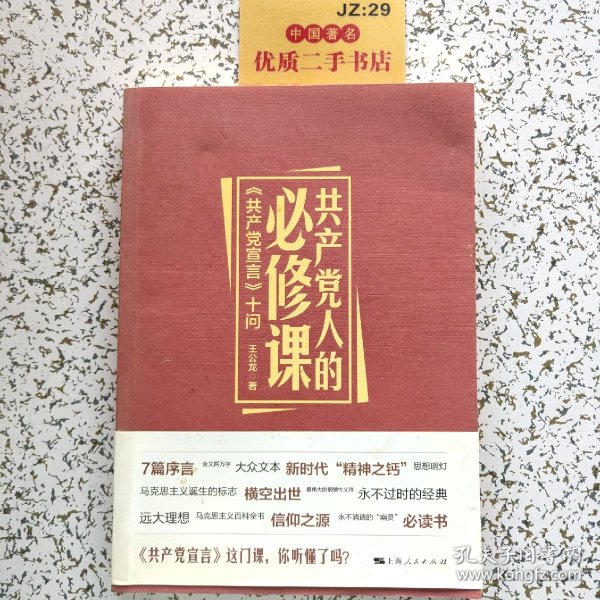 JZ:29
中国著名
优质二手书店
共产党人的
必修课
《共产党宣言》十问
王公龙 著
7篇序言 全文两万字 大众文本 新时代“精神之钙” 思想明灯
马克思主义诞生的标志 横空出世 最伟大的纲领性文件 永不过时的经典
远大理想 马克思主义百科全书 信仰之源 永不消逝的“幽灵” 必读书
《共产党宣言》这门课，你听懂了吗？
上海人民出版社
孔夫子旧书网
www.kongfz.com